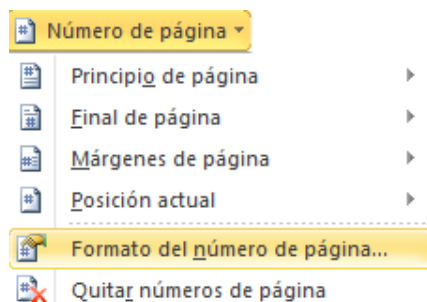 Número de página
Principio de página
Final de página
Márgenes de página
Posición actual
Formato del número de página...
Quitar números de página